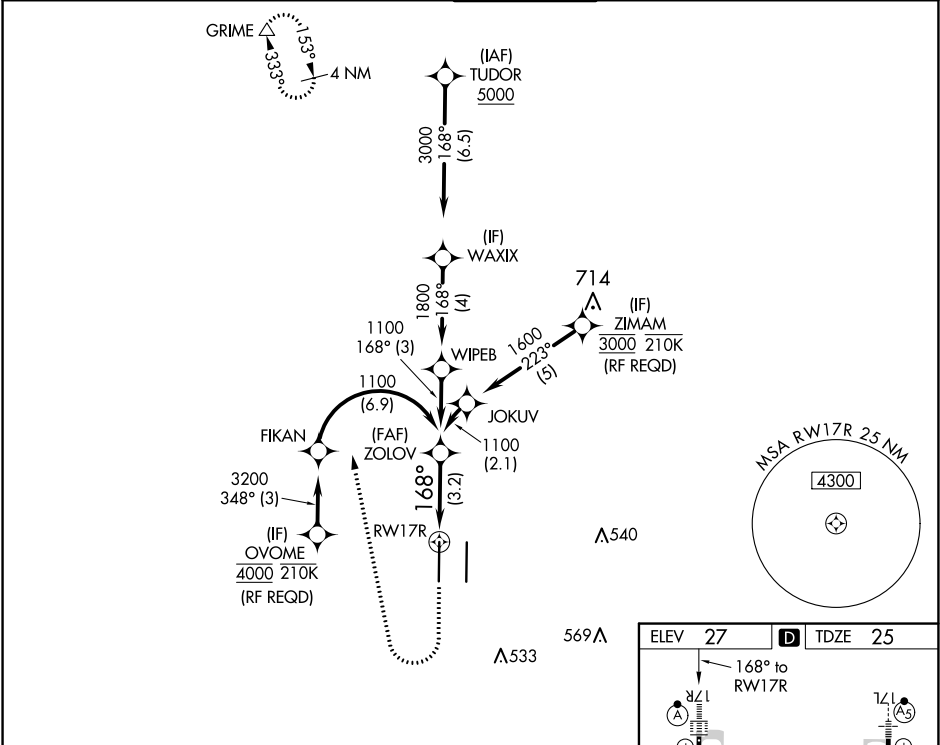 GRIME
153°
333°
4 NM
(IAF)
TUDOR
5000
3000
168°
(6.5)
(IF)
WAXIX
1800
168°
(4)
714
(IF)
ZIMAM
3000 210K
(RF REQD)
1600
223°
(5)
1100
168° (3)
WIPEB
1100
(6.9)
JOKUV
1100
(2.1)
FIKAN
(FAF)
ZOLOV
168°
(3.2)
3200
348° (3)
(IF)
OVOME
4000 210K
(RF REQD)
RW17R
540
569
533
MSA RW17R 25 NM
4300
ELEV 27 D TDZE 25
168° to
RW17R
17R
17L
A
A5